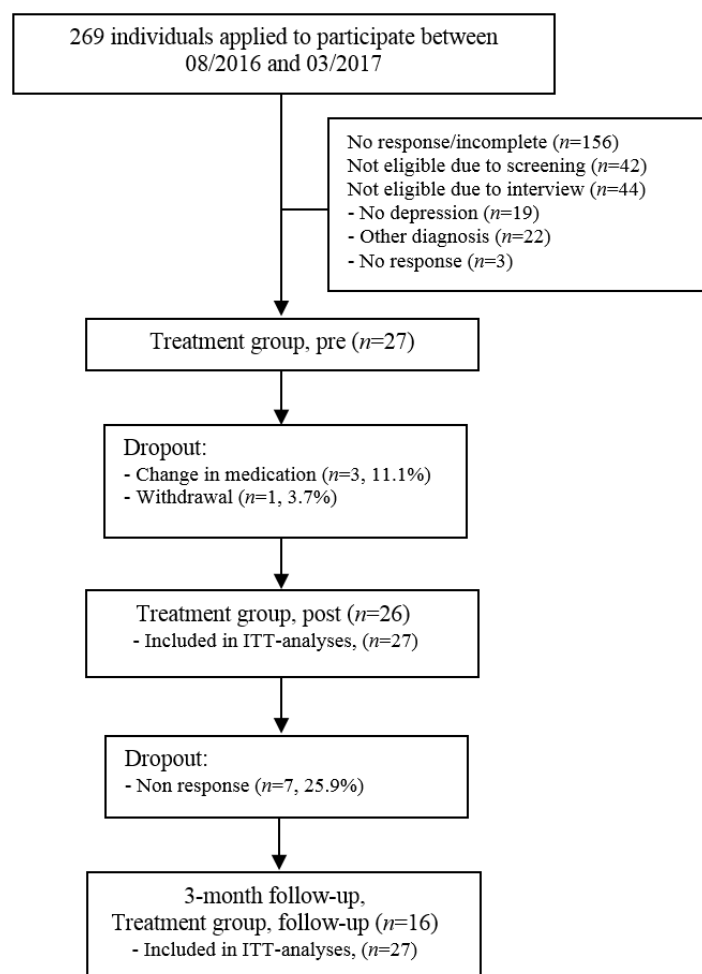 269 individuals applied to participate between
08/2016 and 03/2017
No response/incomplete (n=156)
Not eligible due to screening (n=42)
Not eligible due to interview (n=44)
- No depression (n=19)
- Other diagnosis (n=22)
- No response (n=3)
Treatment group, pre (n=27)
Dropout:
- Change in medication (n=3, 11.1%)
- Withdrawal (n=1, 3.7%)
Treatment group, post (n=26)
- Included in ITT-analyses, (n=27)
Dropout:
- Non response (n=7, 25.9%)
3-month follow-up,
Treatment group, follow-up (n=16)
- Included in ITT-analyses, (n=27)